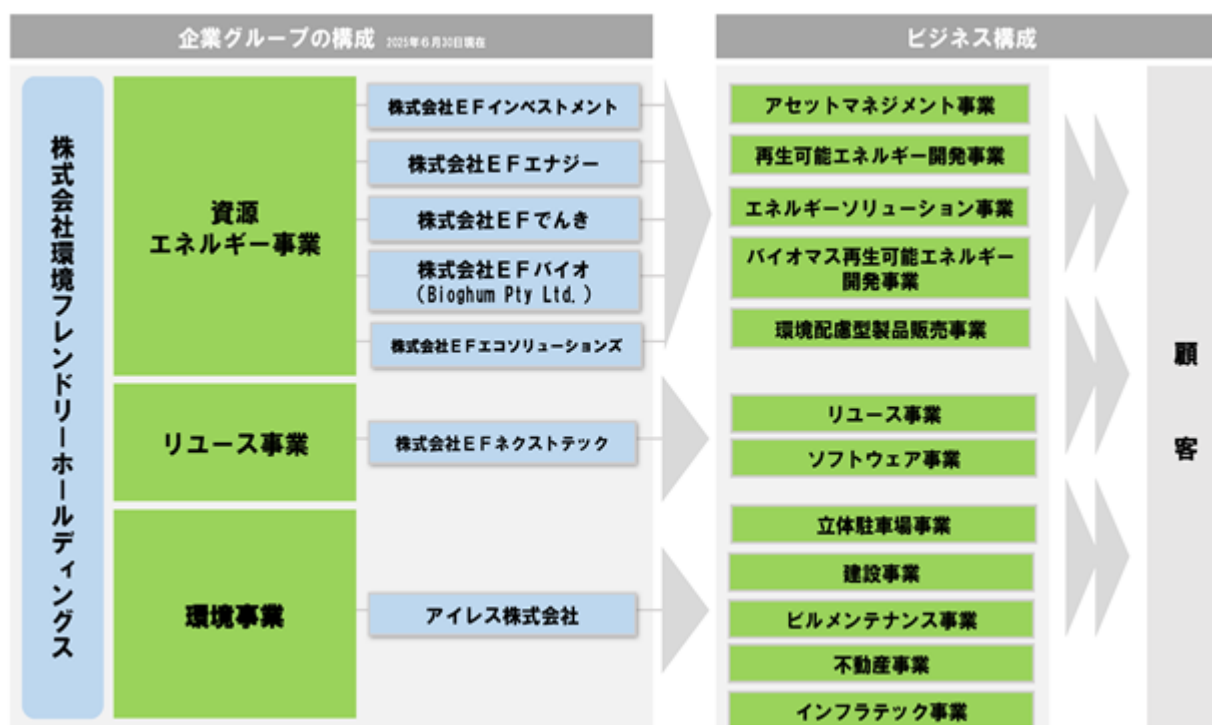 企業グループの構成 2025年6月30日現在
ビジネス構成
株式会社環境フレンドリーホールディングス
資源
エネルギー事業
株式会社ＥＦインベストメント
株式会社ＥＦエナジー
株式会社ＥＦでんき
株式会社ＥＦバイオ
（Bioghum Pty Ltd.）
株式会社ＥＦエコソリューションズ
リユース事業
株式会社ＥＦネクストテック
環境事業
アイレス株式会社
アセットマネジメント事業
再生可能エネルギー開発事業
エネルギーソリューション事業
バイオマス再生可能エネルギー
開発事業
環境配慮型製品販売事業
リユース事業
ソフトウェア事業
立体駐車場事業
建設事業
ビルメンテナンス事業
不動産事業
インフラテック事業
顧客